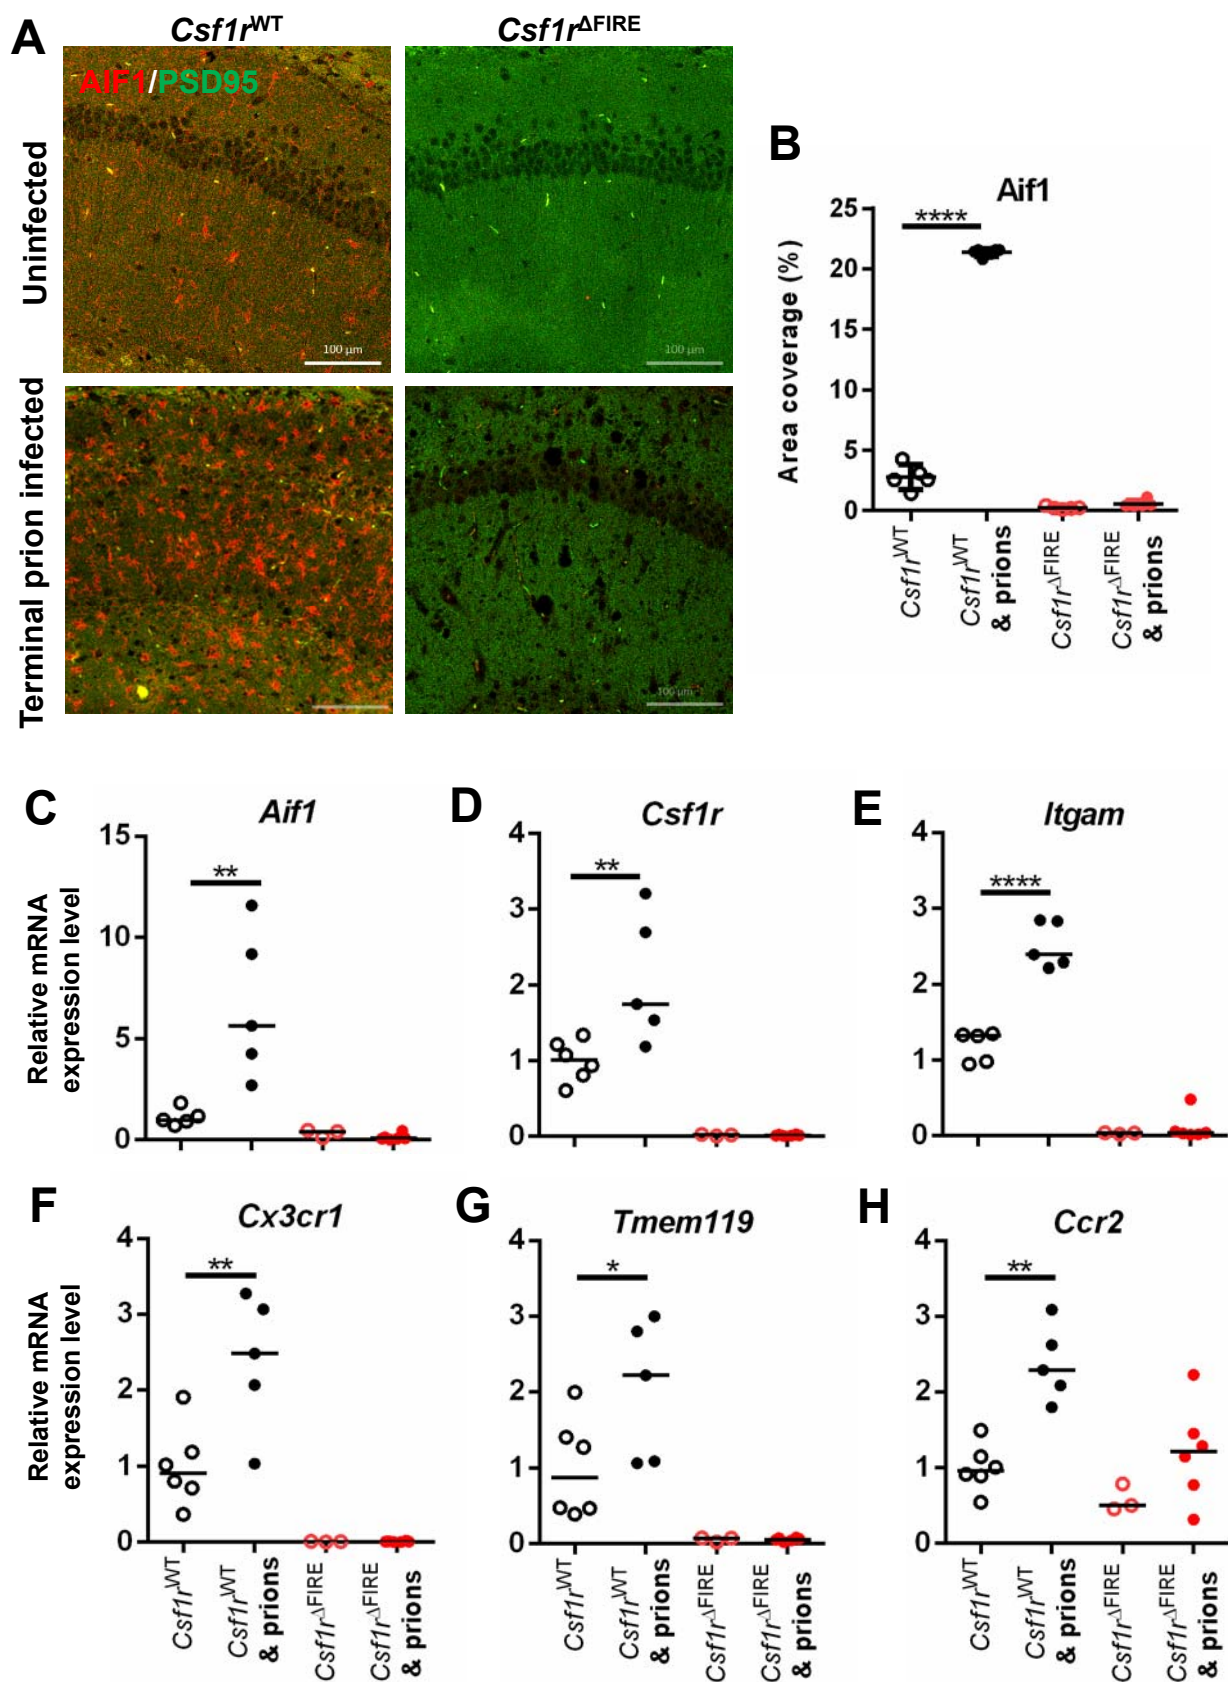 A
Csf1rWT
Csf1rΔFIRE
AIF1/PSD95
Uninfected
100 µm
100 µm
Terminal prion infected
100 µm
B
Aif1
****
Area coverage (%)
25
20
15
10
5
0
Csf1rWT
Csf1rWT
& prions
Csf1rΔFIRE
Csf1rΔFIRE
& prions
C
Aif1
**
Relative mRNA
expression level
15
10
5
0
D
Csf1r
**
4
3
2
1
0
E
Itgam
****
4
3
2
1
0
F
Cx3cr1
**
Relative mRNA
expression level
4
3
2
1
0
Csf1rWT
Csf1rWT
& prions
Csf1rΔFIRE
Csf1rΔFIRE
& prions
G
Tmem119
*
4
3
2
1
0
Csf1rWT
Csf1rWT
& prions
Csf1rΔFIRE
Csf1rΔFIRE
& prions
H
Ccr2
**
4
3
2
1
0
Csf1rWT
Csf1rWT
& prions
Csf1rΔFIRE
Csf1rΔFIRE
& prions